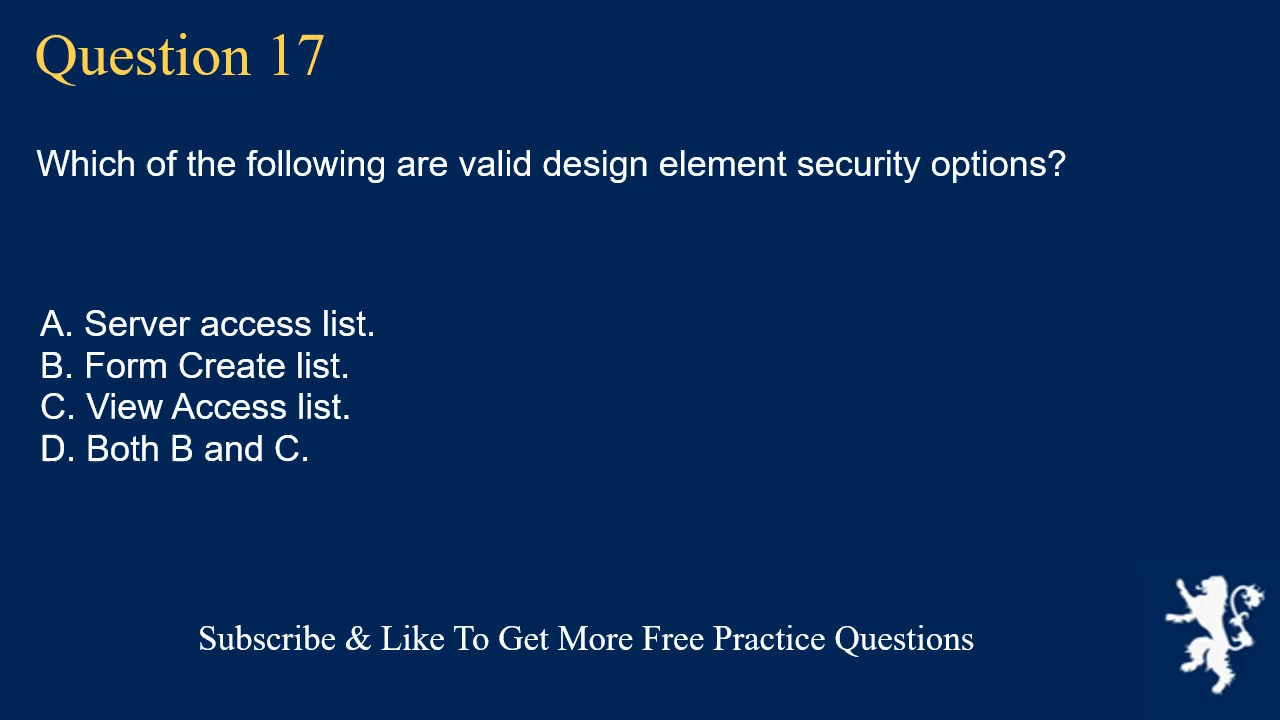 Question 17
Which of the following are valid design element security options?
A. Server access list.
B. Form Create list.
C. View Access list.
D. Both B and C.
Subscribe & Like To Get More Free Practice Questions